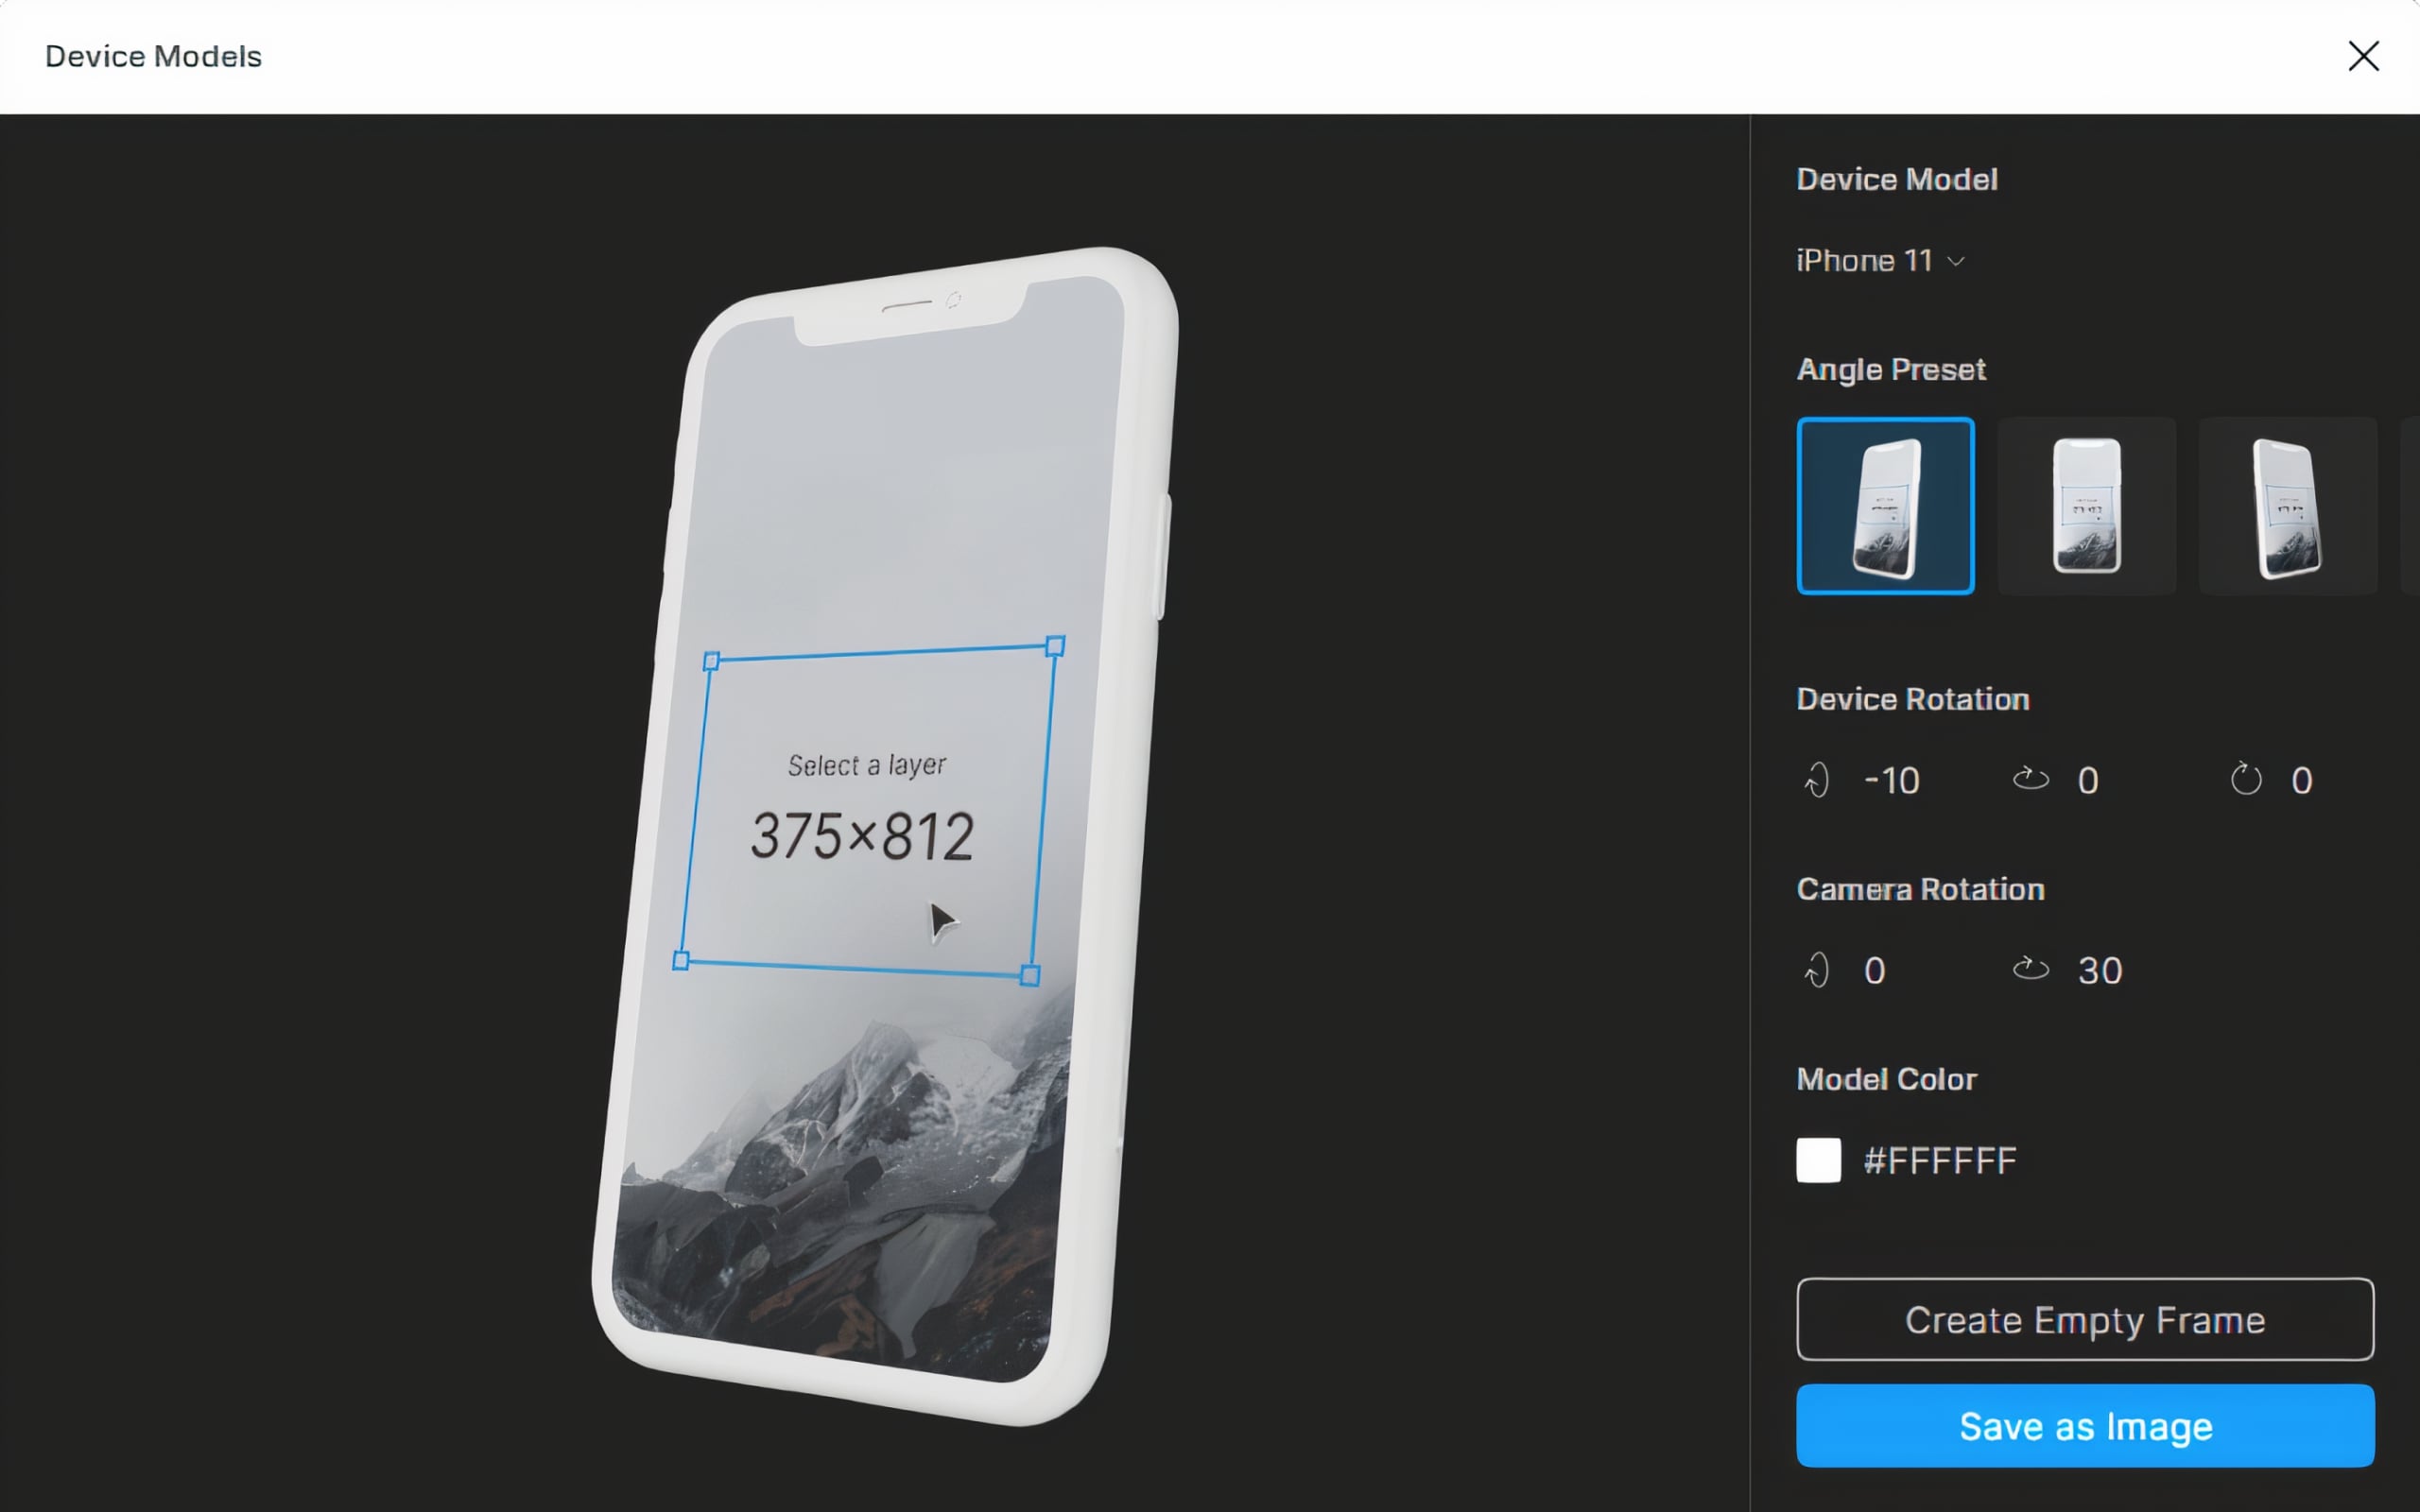 Device Models
Select a layer
375×812
Device Model
iPhone 11
Angle Preset
Device Rotation
-10 0 0
Camera Rotation
0 30
Model Color
#FFFFFF
Create Empty Frame
Save as Image